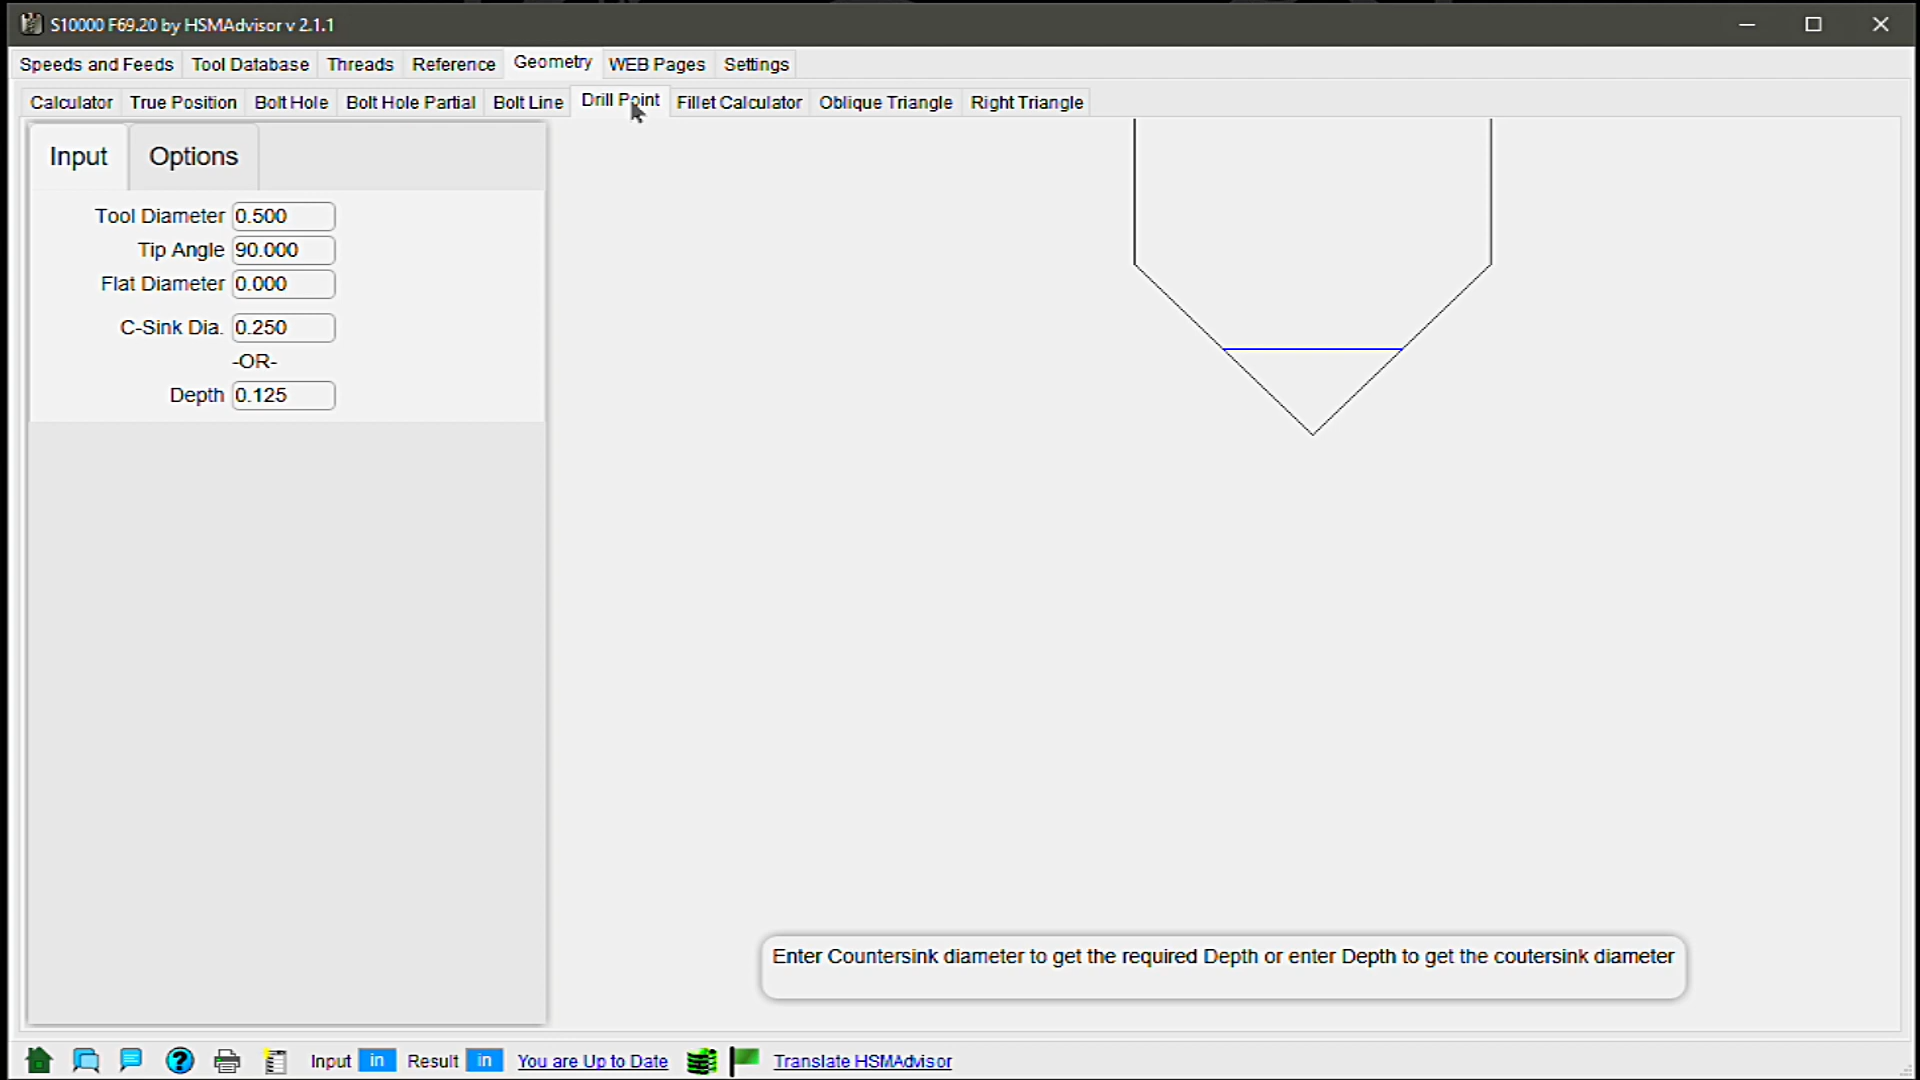 S10000 F69.20 by HSMAdvisor v 2.1.1
Speeds and Feeds Tool Database Threads Reference Geometry WEB Pages Settings
Calculator True Position Bolt Hole Bolt Hole Partial Bolt Line Drill Point Fillet Calculator Oblique Triangle Right Triangle
Input Options
Tool Diameter 0.500
Tip Angle 90.000
Flat Diameter 0.000
C-Sink Dia. 0.250
-OR-
Depth 0.125
Enter Countersink diameter to get the required Depth or enter Depth to get the coutersink diameter
Input in Result in You are Up to Date Translate HSMAdvisor